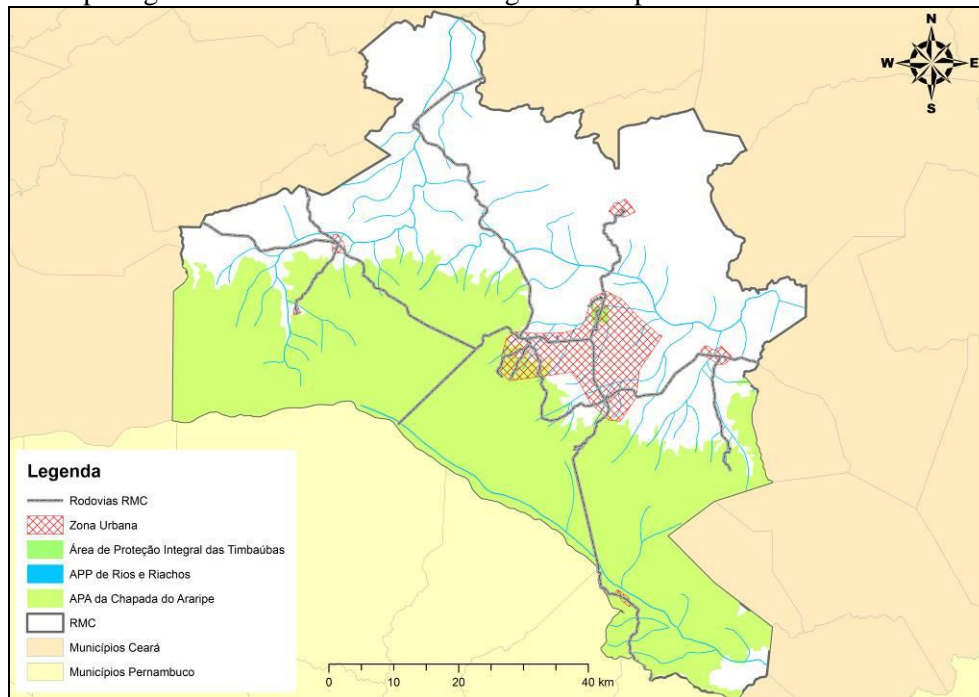 N
W E
S
Legenda
Rodovias RMC
Zona Urbana
Área de Proteção Integral das Timbaúbas
APP de Rios e Riachos
APA da Chapada do Araripe
RMC
Municípios Ceará
Municípios Pernambuco
0 10 20 40 km